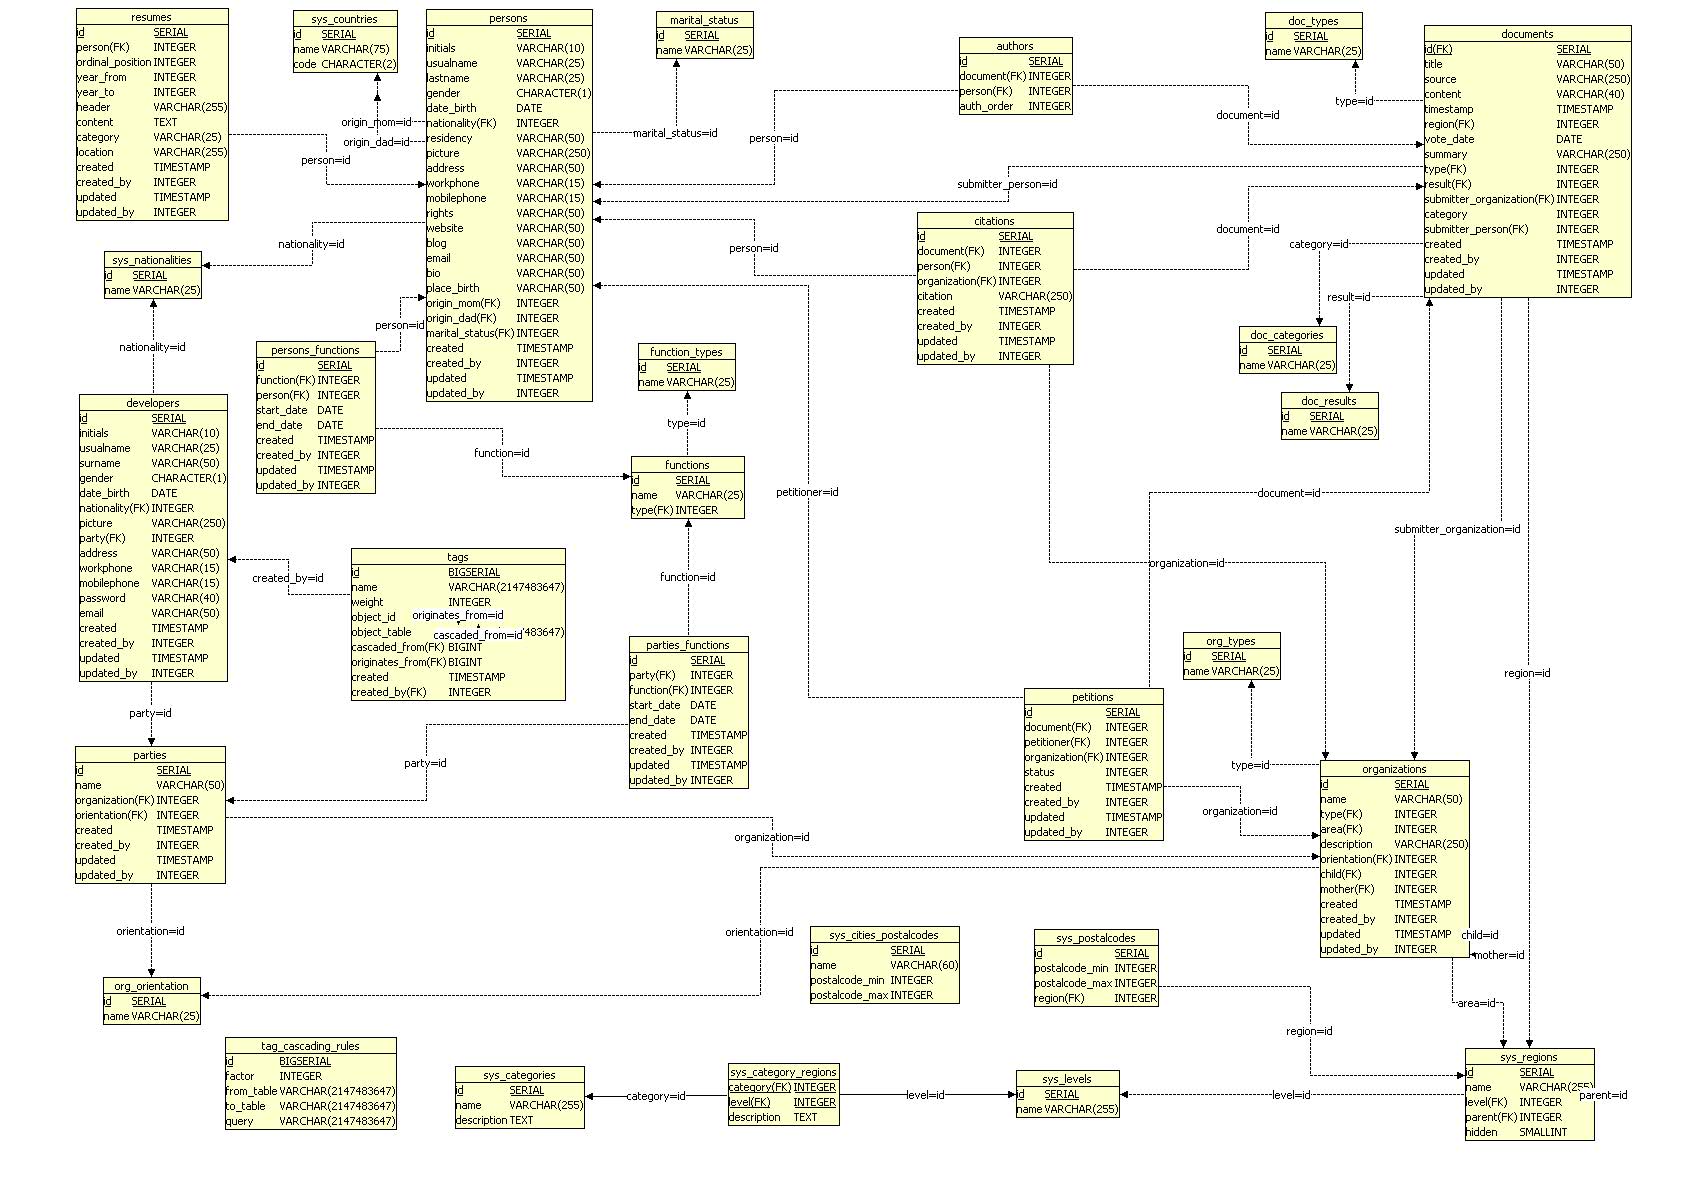 resumes
id SERIAL
person(FK) INTEGER
ordinal_position INTEGER
year_from INTEGER
year_to INTEGER
header VARCHAR(255)
content TEXT
category VARCHAR(25)
location VARCHAR(255)
created TIMESTAMP
created_by INTEGER
updated TIMESTAMP
updated_by INTEGER
sys_countries
id SERIAL
name VARCHAR(75)
code CHARACTER(2)
origin_mom=id
origin_dad=id
person=id
persons
id SERIAL
initials VARCHAR(10)
usualname VARCHAR(25)
lastname VARCHAR(25)
gender CHARACTER(1)
date_birth DATE
nationality(FK) INTEGER
residency VARCHAR(50)
picture VARCHAR(250)
address VARCHAR(50)
workphone VARCHAR(15)
mobilephone VARCHAR(15)
rights VARCHAR(50)
website VARCHAR(50)
blog VARCHAR(50)
email VARCHAR(50)
bio VARCHAR(50)
place_birth VARCHAR(50)
origin_mom(FK) INTEGER
origin_dad(FK) INTEGER
marital_status(FK) INTEGER
created TIMESTAMP
created_by INTEGER
updated TIMESTAMP
updated_by INTEGER
marital_status
id SERIAL
name VARCHAR(25)
marital_status=id
authors
id SERIAL
document(FK) INTEGER
person(FK) INTEGER
auth_order INTEGER
person=id
document=id
doc_types
id SERIAL
name VARCHAR(25)
type=id
documents
id(FK) SERIAL
title VARCHAR(50)
source VARCHAR(250)
content VARCHAR(40)
timestamp TIMESTAMP
region(FK) INTEGER
vote_date DATE
summary VARCHAR(250)
type(FK) INTEGER
result(FK) INTEGER
submitter_organization(FK) INTEGER
category INTEGER
submitter_person(FK) INTEGER
created TIMESTAMP
created_by INTEGER
updated TIMESTAMP
updated_by INTEGER
submitter_person=id
citations
id SERIAL
document(FK) INTEGER
person(FK) INTEGER
organization(FK) INTEGER
citation VARCHAR(250)
created TIMESTAMP
created_by INTEGER
updated TIMESTAMP
updated_by INTEGER
person=id
document=id
category=id
result=id
nationality=id
sys_nationalities
id SERIAL
name VARCHAR(25)
nationality=id
person=id
persons_functions
id SERIAL
function(FK) INTEGER
person(FK) INTEGER
start_date DATE
end_date DATE
created TIMESTAMP
created_by INTEGER
updated TIMESTAMP
updated_by INTEGER
function_types
id SERIAL
name VARCHAR(25)
type=id
functions
id SERIAL
name VARCHAR(25)
type(FK) INTEGER
function=id
function=id
doc_categories
id SERIAL
name VARCHAR(25)
doc_results
id SERIAL
name VARCHAR(25)
developers
id SERIAL
initials VARCHAR(10)
usualname VARCHAR(25)
surname VARCHAR(50)
gender CHARACTER(1)
date_birth DATE
nationality(FK) INTEGER
picture VARCHAR(250)
party(FK) INTEGER
address VARCHAR(50)
workphone VARCHAR(15)
mobilephone VARCHAR(15)
password VARCHAR(40)
email VARCHAR(50)
created TIMESTAMP
created_by INTEGER
updated TIMESTAMP
updated_by INTEGER
created_by=id
tags
id BIGSERIAL
name VARCHAR(2147483647)
weight INTEGER
object_id originates_from=id
object_table cascaded_from=id 483647)
cascaded_from(FK) BIGINT
originates_from(FK) BIGINT
created TIMESTAMP
created_by(FK) INTEGER
petitioner=id
document=id
organization=id
submitter_organization=id
region=id
parties_functions
id SERIAL
party(FK) INTEGER
function(FK) INTEGER
start_date DATE
end_date DATE
created TIMESTAMP
created_by INTEGER
updated TIMESTAMP
updated_by INTEGER
org_types
id SERIAL
name VARCHAR(25)
type=id
petitions
id SERIAL
document(FK) INTEGER
petitioner(FK) INTEGER
organization(FK) INTEGER
status INTEGER
created TIMESTAMP
created_by INTEGER
updated TIMESTAMP
updated_by INTEGER
organization=id
party=id
parties
id SERIAL
name VARCHAR(50)
organization(FK) INTEGER
orientation(FK) INTEGER
created TIMESTAMP
created_by INTEGER
updated TIMESTAMP
updated_by INTEGER
party=id
organization=id
organizations
id SERIAL
name VARCHAR(50)
type(FK) INTEGER
area(FK) INTEGER
description VARCHAR(250)
orientation(FK) INTEGER
child(FK) INTEGER
mother(FK) INTEGER
created TIMESTAMP
created_by INTEGER
updated TIMESTAMP
updated_by INTEGER
child=id
mother=id
area=id
orientation=id
orientation=id
org_orientation
id SERIAL
name VARCHAR(25)
sys_cities_postalcodes
id SERIAL
name VARCHAR(60)
postalcode_min INTEGER
postalcode_max INTEGER
sys_postalcodes
id SERIAL
postalcode_min INTEGER
postalcode_max INTEGER
region(FK) INTEGER
region=id
tag_cascading_rules
id BIGSERIAL
factor INTEGER
from_table VARCHAR(2147483647)
to_table VARCHAR(2147483647)
query VARCHAR(2147483647)
sys_categories
id SERIAL
name VARCHAR(255)
description TEXT
category=id
sys_category_regions
category(FK) INTEGER
level(FK) INTEGER
description TEXT
level=id
sys_levels
id SERIAL
name VARCHAR(255)
level=id
sys_regions
id SERIAL
name VARCHAR(255)
level(FK) INTEGER
parent(FK) INTEGER
hidden SMALLINT
parent=id